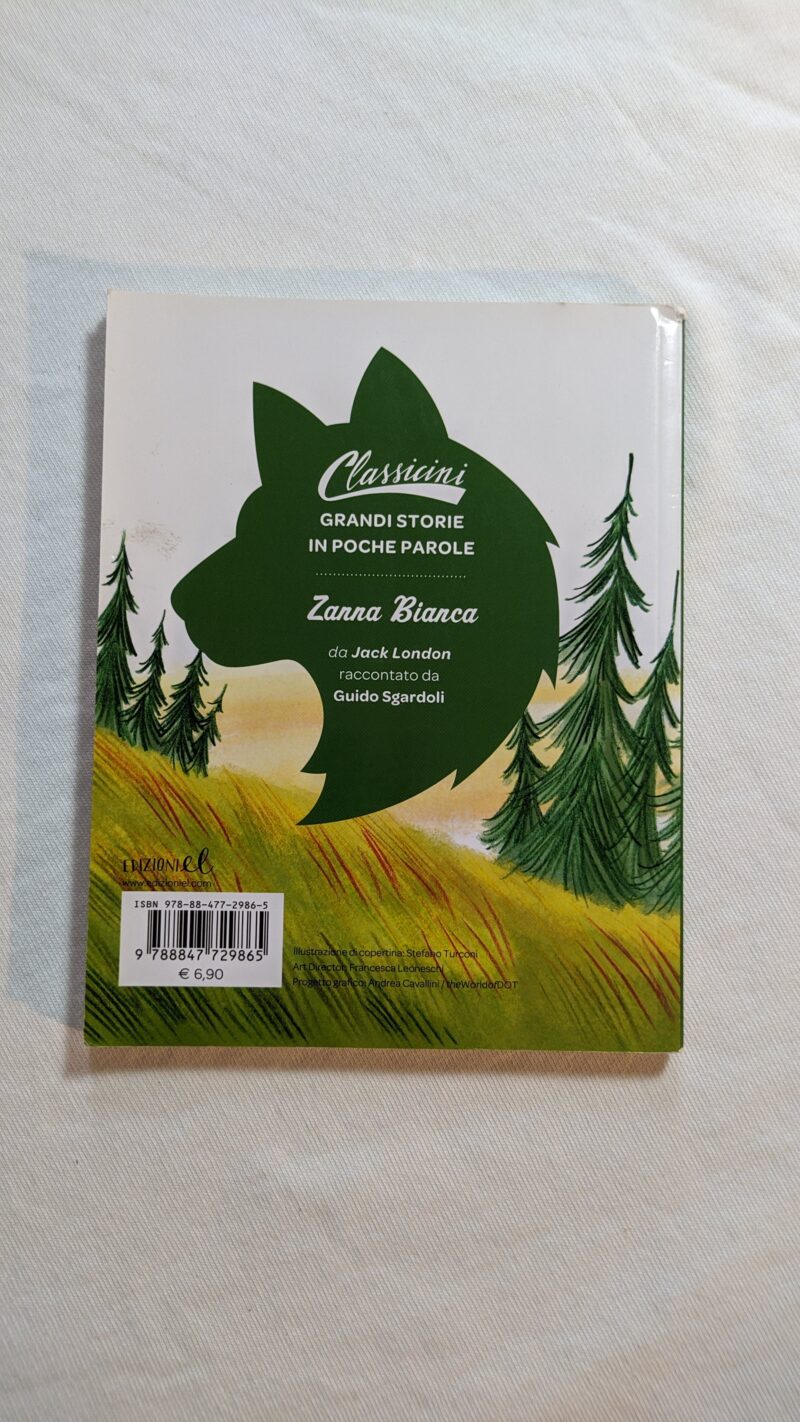 Classicini
GRANDI STORIE
IN POCHE PAROLE
Zanna Bianca
da Jack London
raccontato da
Guido Sgardoli
EDIZIONI el
www.edizioniel.com
ISBN 978-88-477-2986-5
9 788847 729865
€ 6,90
Illustrazione di copertina: Stefano Turconi
Art Director: Francesca Leoneschi
Progetto grafico: Andrea Cavallini / theWorldofDOT